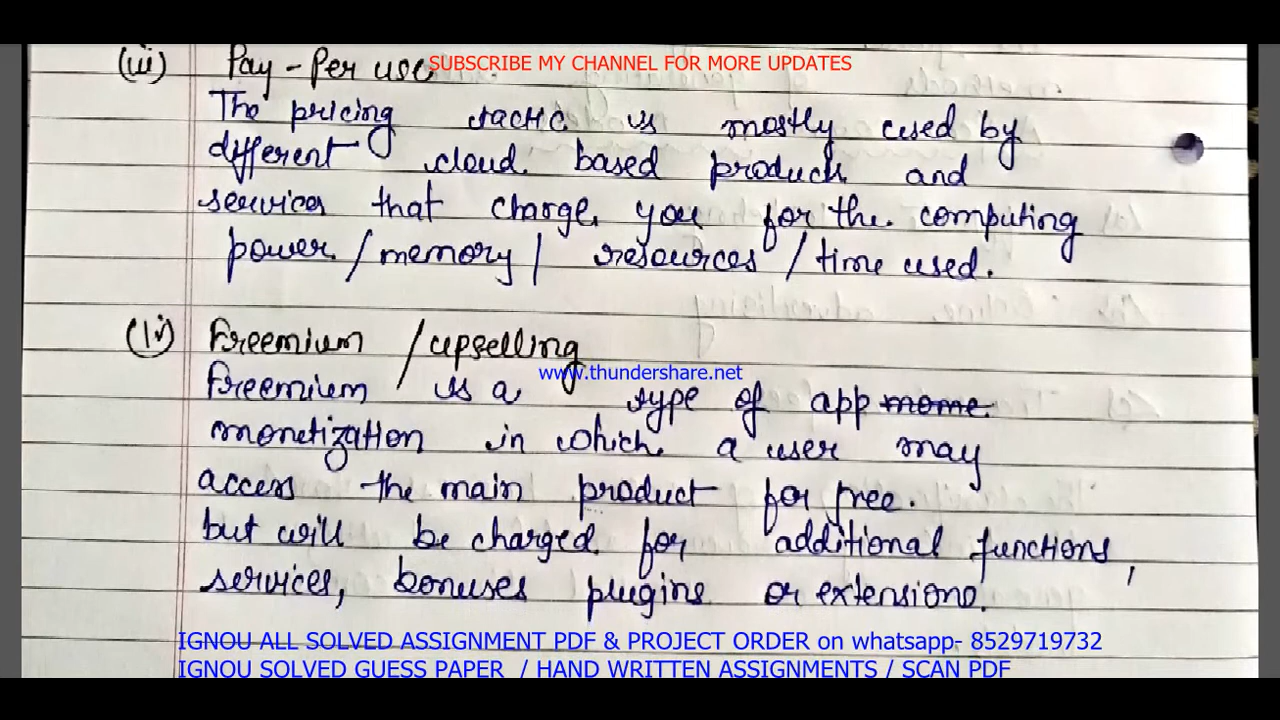 (iii) Pay-Per use
SUBSCRIBE MY CHANNEL FOR MORE UPDATES
The pricing tactic is mostly used by
different cloud based products and
services that charge you for the computing
power/memory/ resources/time used.
(iv) Freemium /upselling
www.thundershare.net
Freemium is a type of app mome
monetization in which a user may
access the main product for free.
but will be charged for additional functions,
services, bonuses plugins or extensions.
IGNOU ALL SOLVED ASSIGNMENT PDF & PROJECT ORDER on whatsapp- 8529719732
IGNOU SOLVED GUESS PAPER / HAND WRITTEN ASSIGNMENTS / SCAN PDF